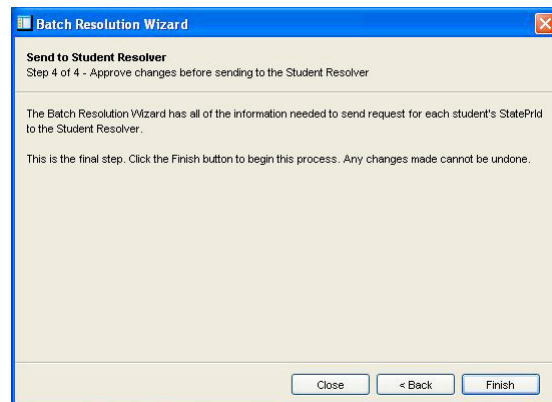 Batch Resolution Wizard
Send to Student Resolver
Step 4 of 4 - Approve changes before sending to the Student Resolver
The Batch Resolution Wizard has all of the information needed to send request for each student's StatePrId
to the Student Resolver.
This is the final step. Click the Finish button to begin this process. Any changes made cannot be undone.
Close
< Back
Finish